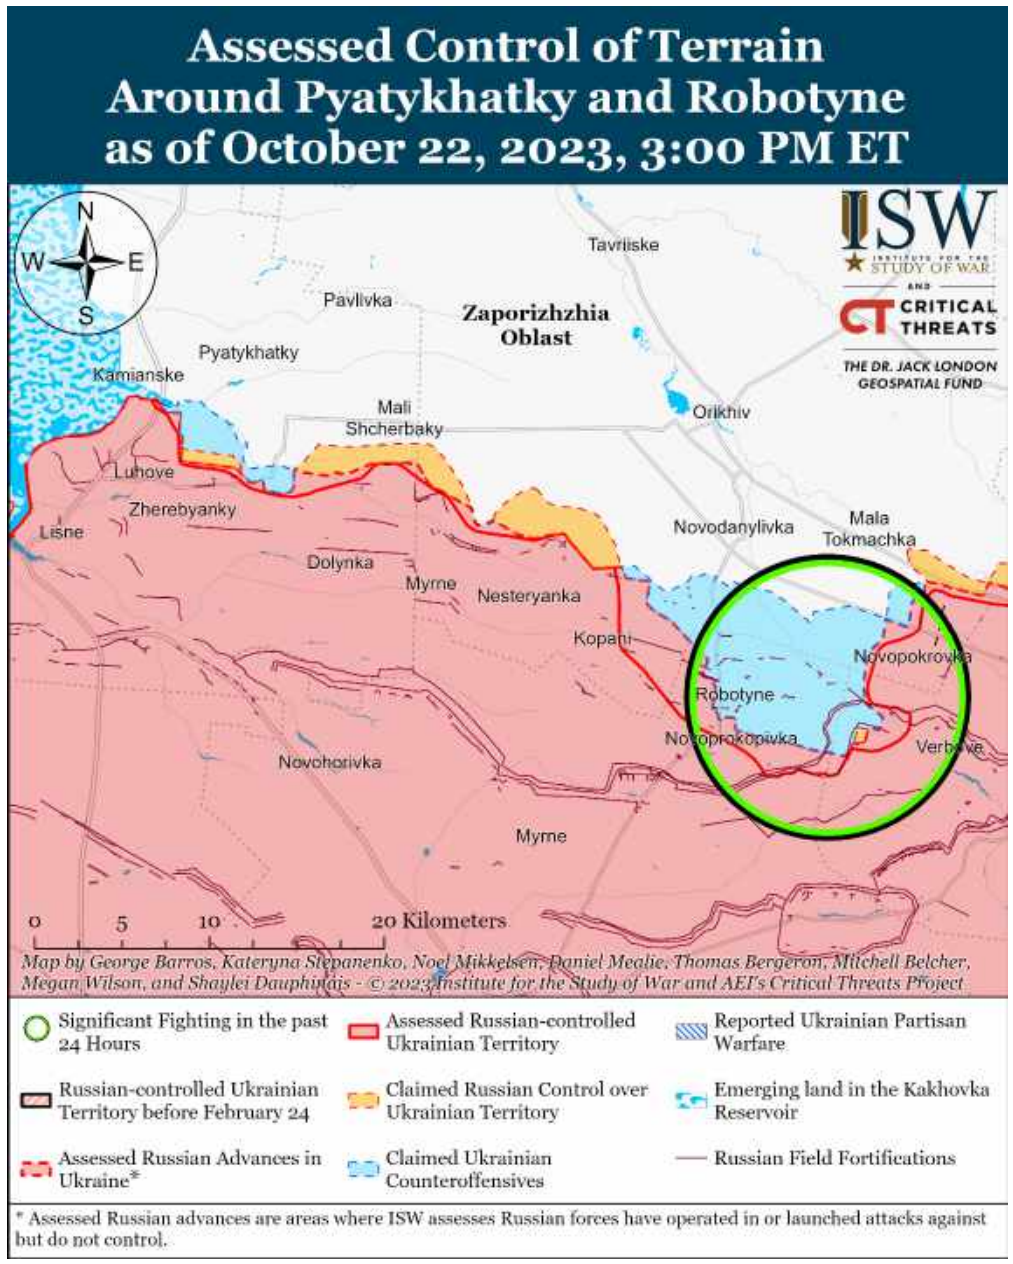 Assessed Control of Terrain
Around Pyatykhatky and Robotyne
as of October 22, 2023, 3:00 PM ET
N
W
E
S
ISW
INSTITUTE FOR THE
STUDY OF WAR
AND
CT CRITICAL
THREATS
THE DR. JACK LONDON
GEOSPATIAL FUND
Tavriiske
Pavlivka
Zaporizhzhia
Oblast
Pyatykhatky
Kamianske
Mali
Shcherbaky
Orikhiv
Luhove
Zherebyanky
Lisne
Novodanylivka
Mala
Tokmachka
Dolynka
Myrne
Nesteryanka
Kopani
Novopokrovka
Robotyne
Novoprokopivka
Verbove
Novohorivka
Myrne
0 5 10 20 Kilometers
Map by George Barros, Kateryna Stepanenko, Noel Mikkelsen, Daniel Mealie, Thomas Bergeron, Mitchell Belcher,
Megan Wilson, and Shaylei Dauphinais - © 2023 Institute for the Study of War and AEI's Critical Threats Project
Significant Fighting in the past
24 Hours
Assessed Russian-controlled
Ukrainian Territory
Reported Ukrainian Partisan
Warfare
Russian-controlled Ukrainian
Territory before February 24
Claimed Russian Control over
Ukrainian Territory
Emerging land in the Kakhovka
Reservoir
Assessed Russian Advances in
Ukraine*
Claimed Ukrainian
Counteroffensives
Russian Field Fortifications
* Assessed Russian advances are areas where ISW assesses Russian forces have operated in or launched attacks against
but do not control.